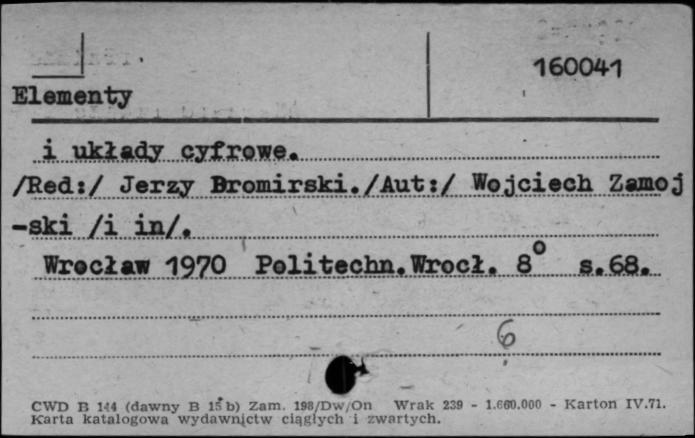 160041
Elementy
i układy cyfrowe.
/Red:/ Jerzy Bromirski./Aut:/ Wojciech Zamoj
-ski /i in/.
Wrocław 1970 Politechn.Wrocł. 8° s.68.
6
CWD B 144 (dawny B 15 b) Zam. 198/Dw/On Wrak 239 - 1.660.000 - Karton IV.71.
Karta katalogowa wydawnictw ciągłych i zwartych.